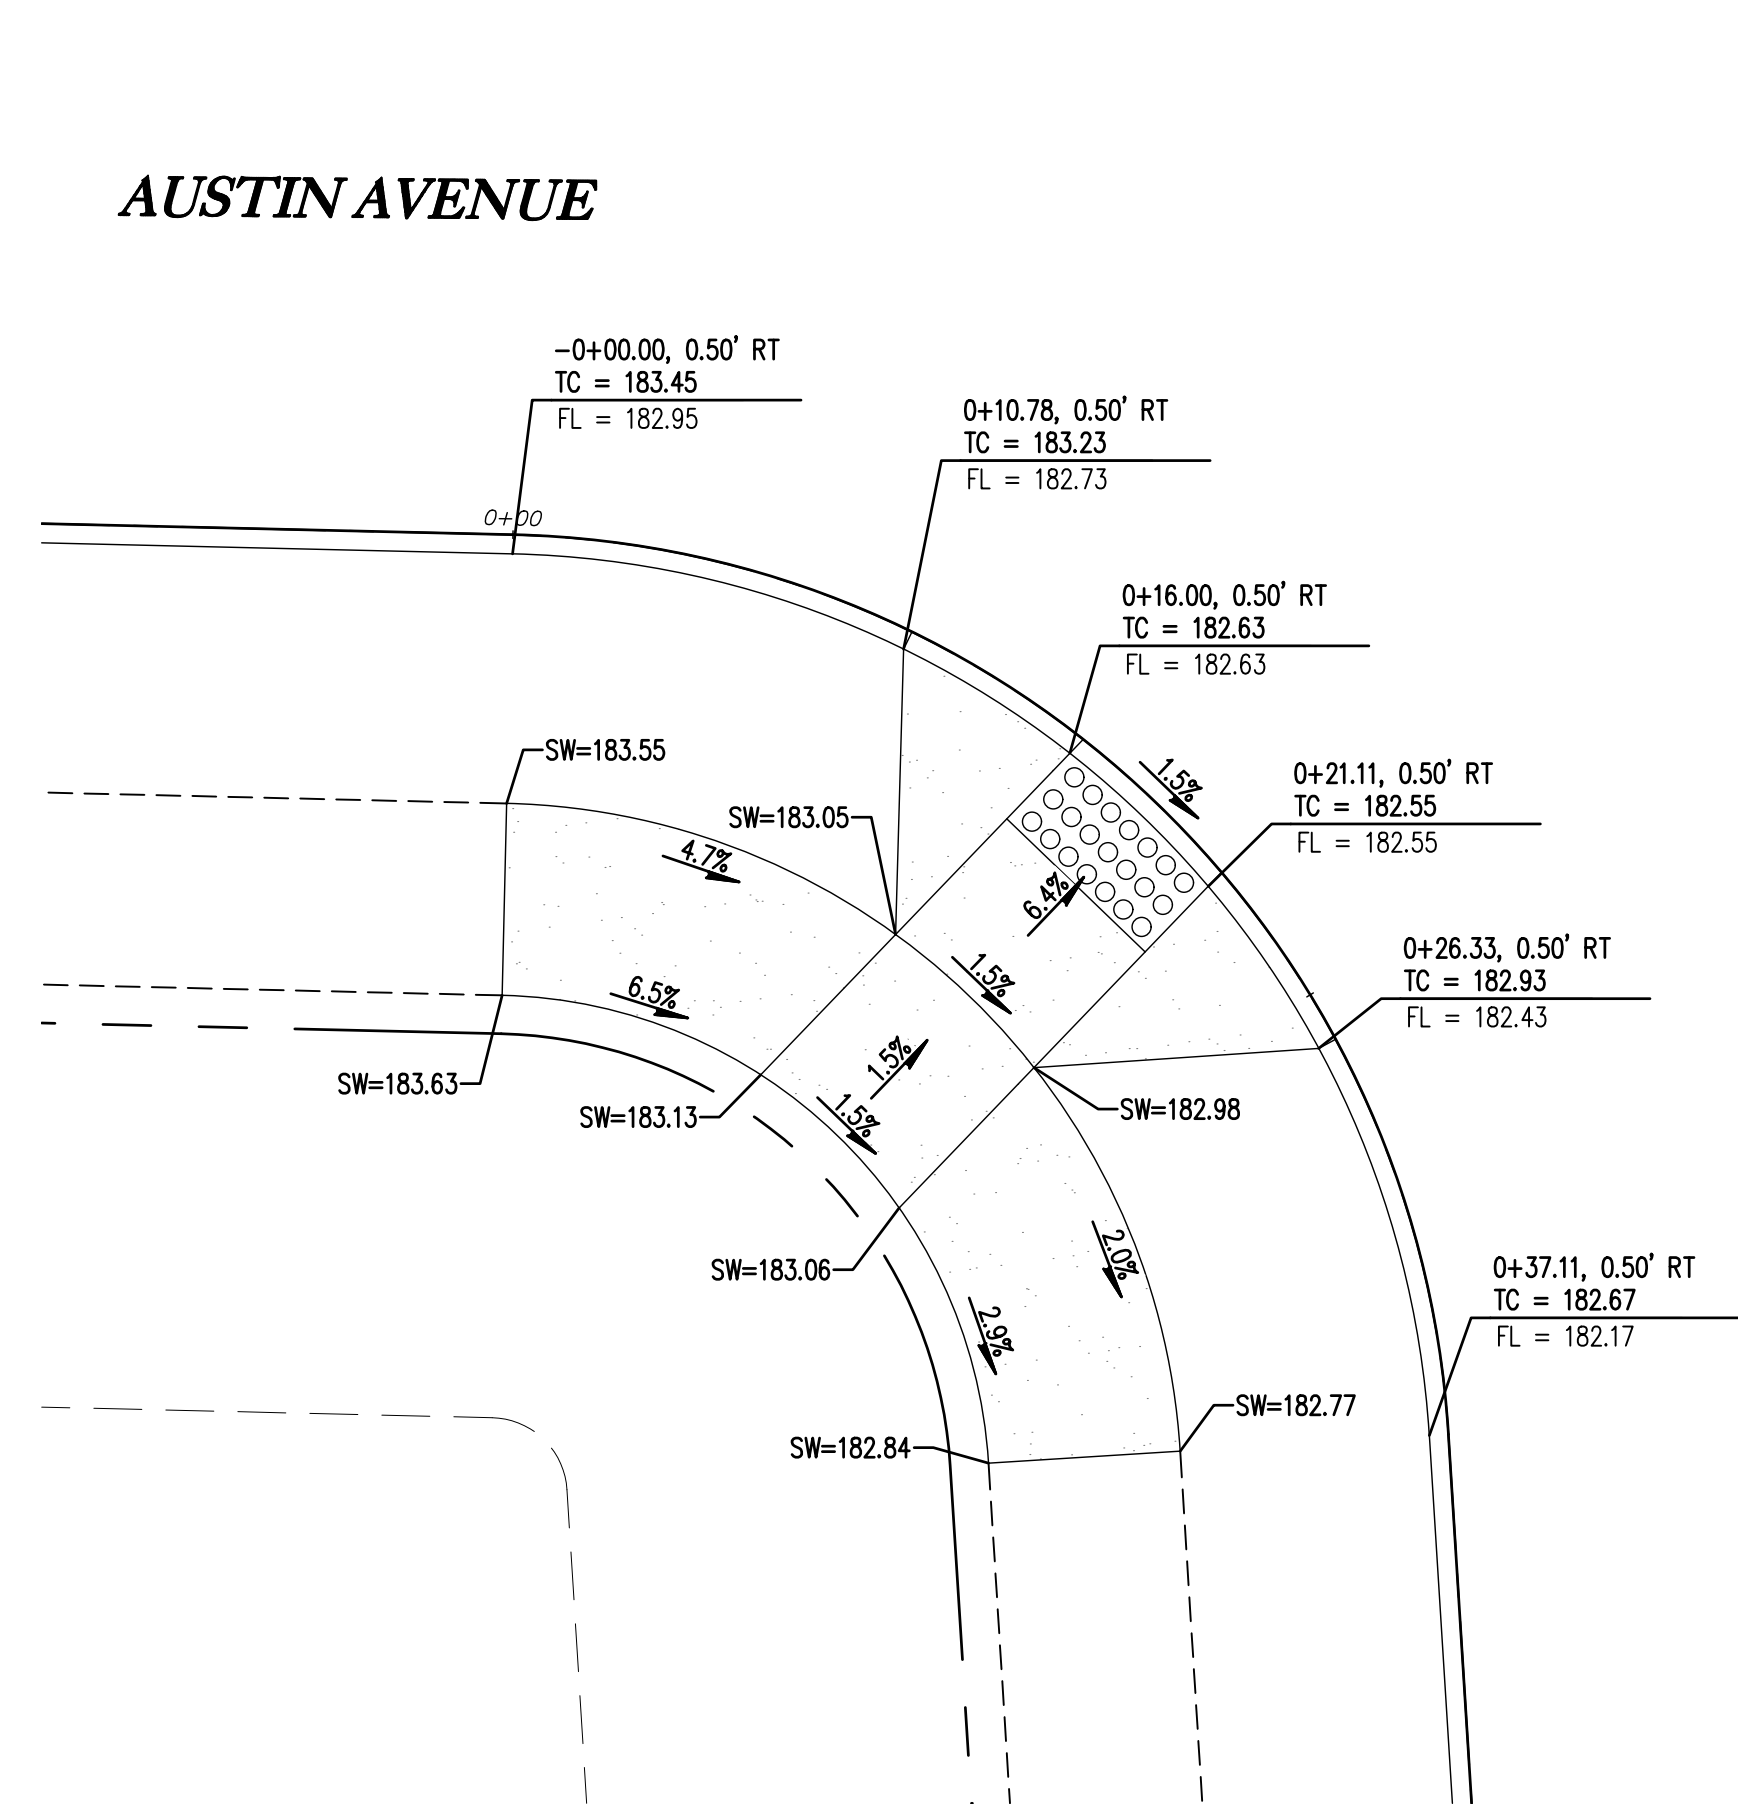 AUSTIN AVENUE
-0+00.00, 0.50' RT
TC = 183.45
FL = 182.95
0+10.78, 0.50' RT
TC = 183.23
FL = 182.73
0+00
0+16.00, 0.50' RT
TC = 182.63
FL = 182.63
SW=183.55
1.5%
0+21.11, 0.50' RT
TC = 182.55
FL = 182.55
SW=183.05
4.7%
6.4%
0+26.33, 0.50' RT
TC = 182.93
FL = 182.43
1.5%
6.5%
1.5%
SW=183.63
SW=183.13
1.5%
SW=182.98
SW=183.06
2.0%
0+37.11, 0.50' RT
TC = 182.67
FL = 182.17
2.9%
SW=182.77
SW=182.84